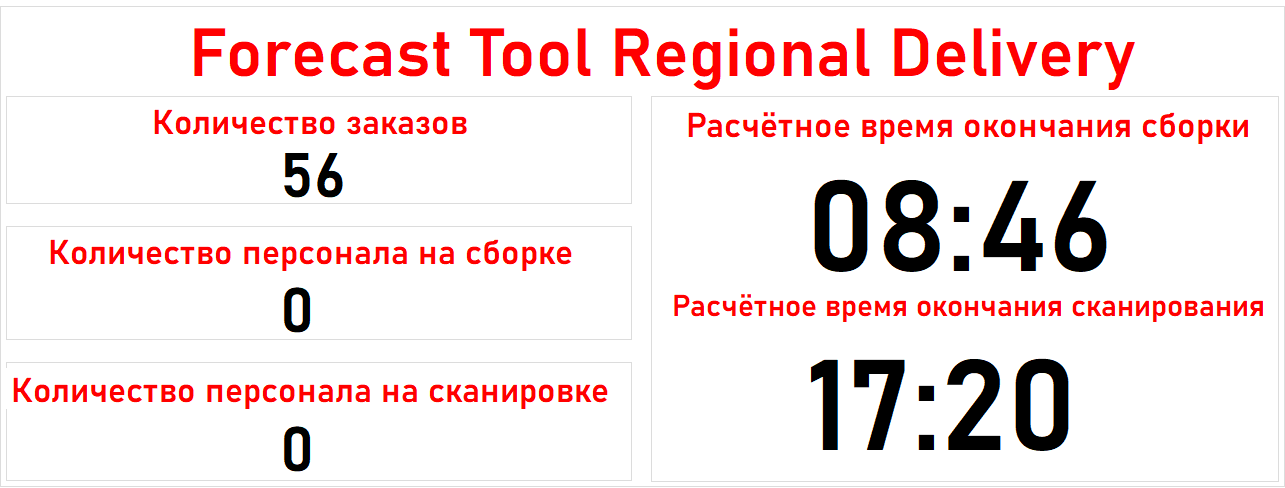 Forecast Tool Regional Delivery
Количество заказов
56
Количество персонала на сборке
0
Количество персонала на сканировке
0
Расчётное время окончания сборки
08:46
Расчётное время окончания сканирования
17:20